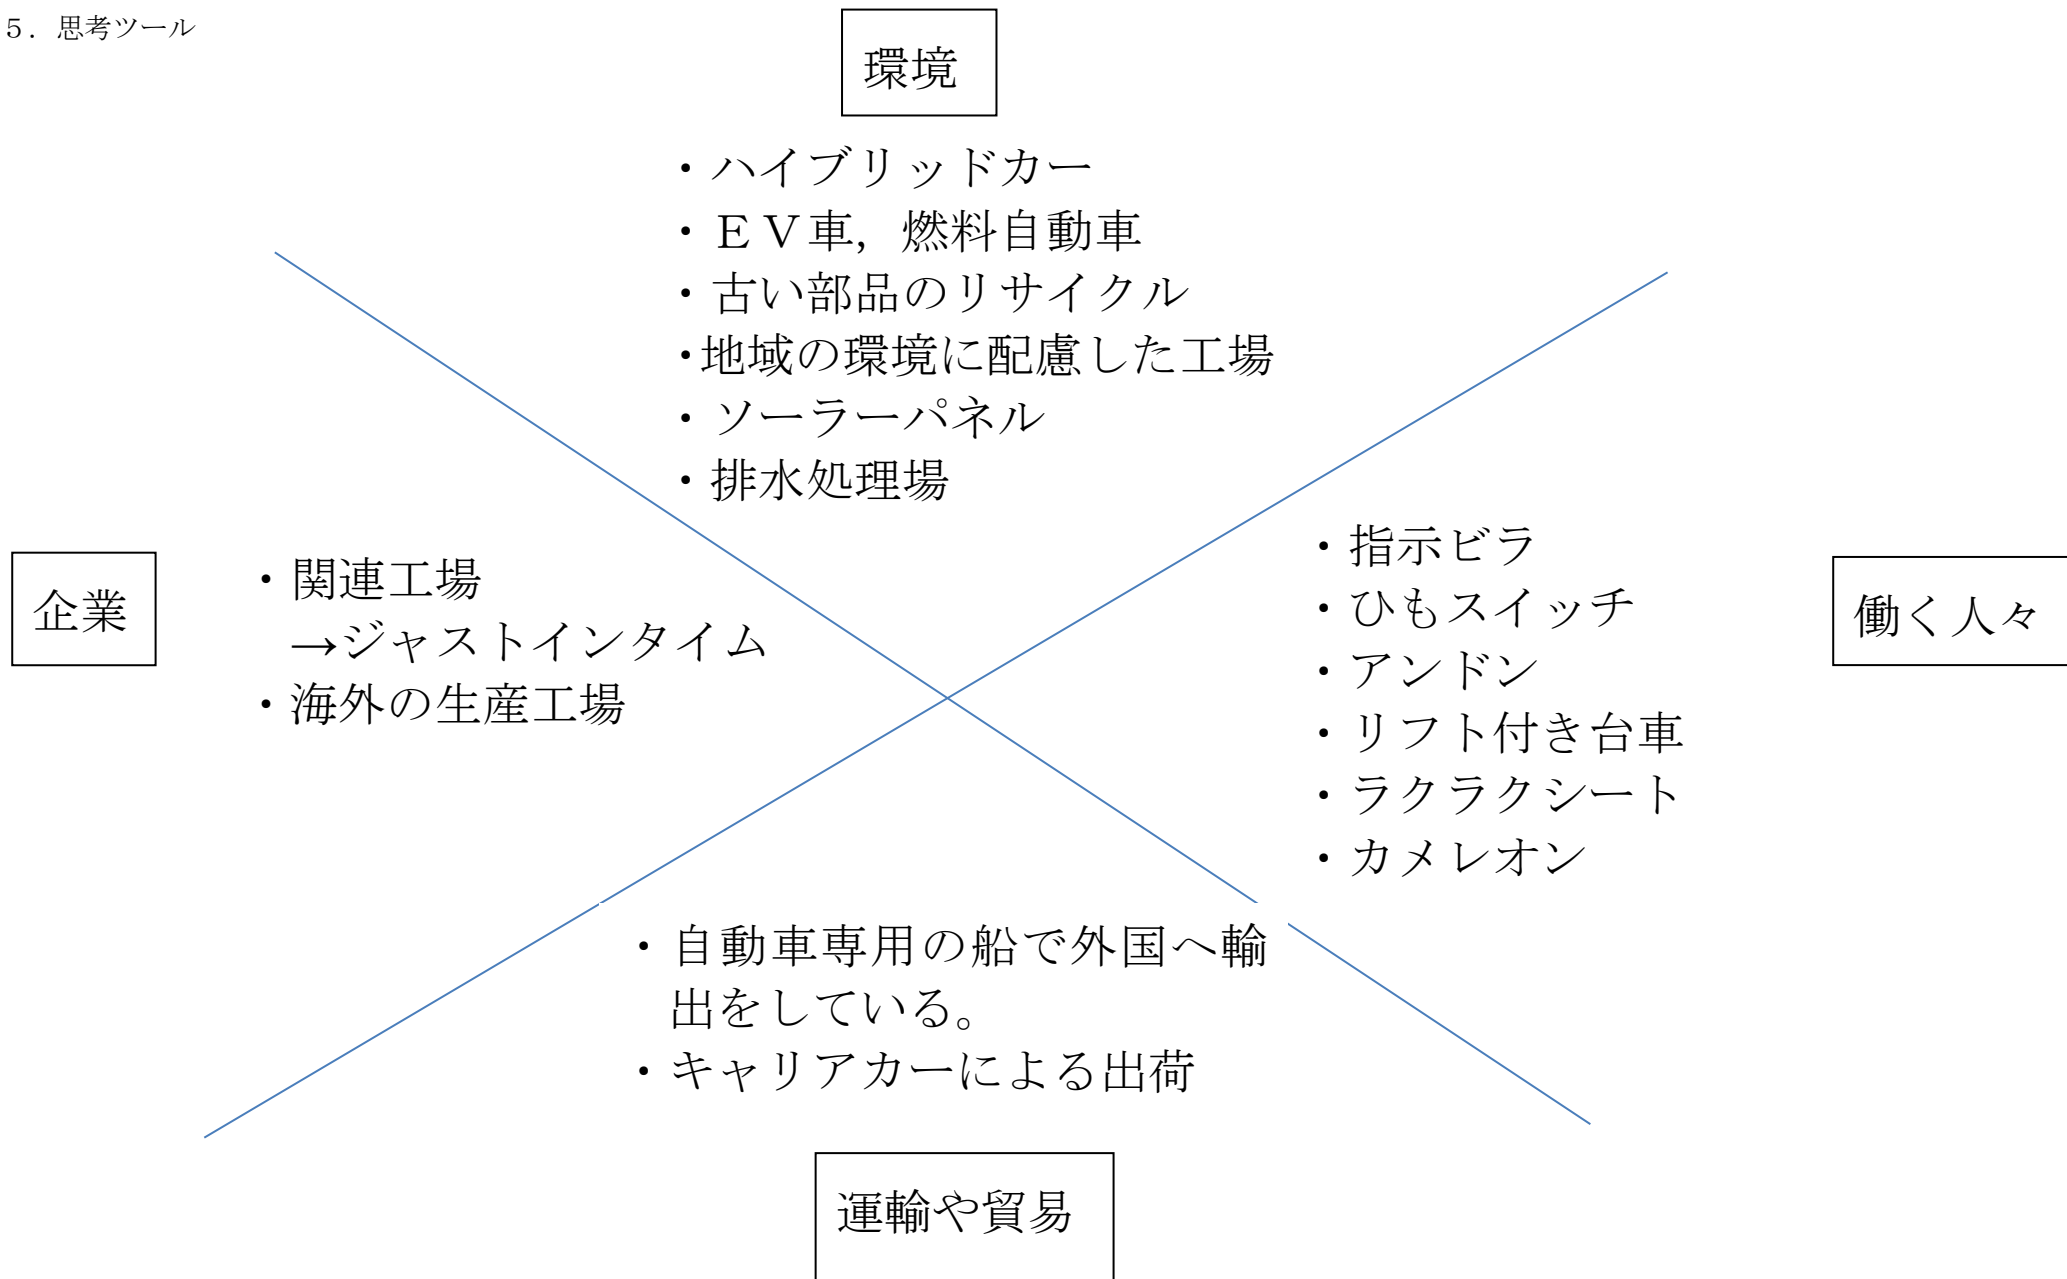 ５．思考ツール
環境
・ハイブリッドカー
・ＥＶ車，燃料自動車
・古い部品のリサイクル
・地域の環境に配慮した工場
・ソーラーパネル
・排水処理場
企業
・関連工場
→ジャストインタイム
・海外の生産工場
・指示ビラ
・ひもスイッチ
・アンドン
・リフト付き台車
・ラクラクシート
・カメレオン
働く人々
・自動車専用の船で外国へ輸
出をしている。
・キャリアカーによる出荷
運輸や貿易